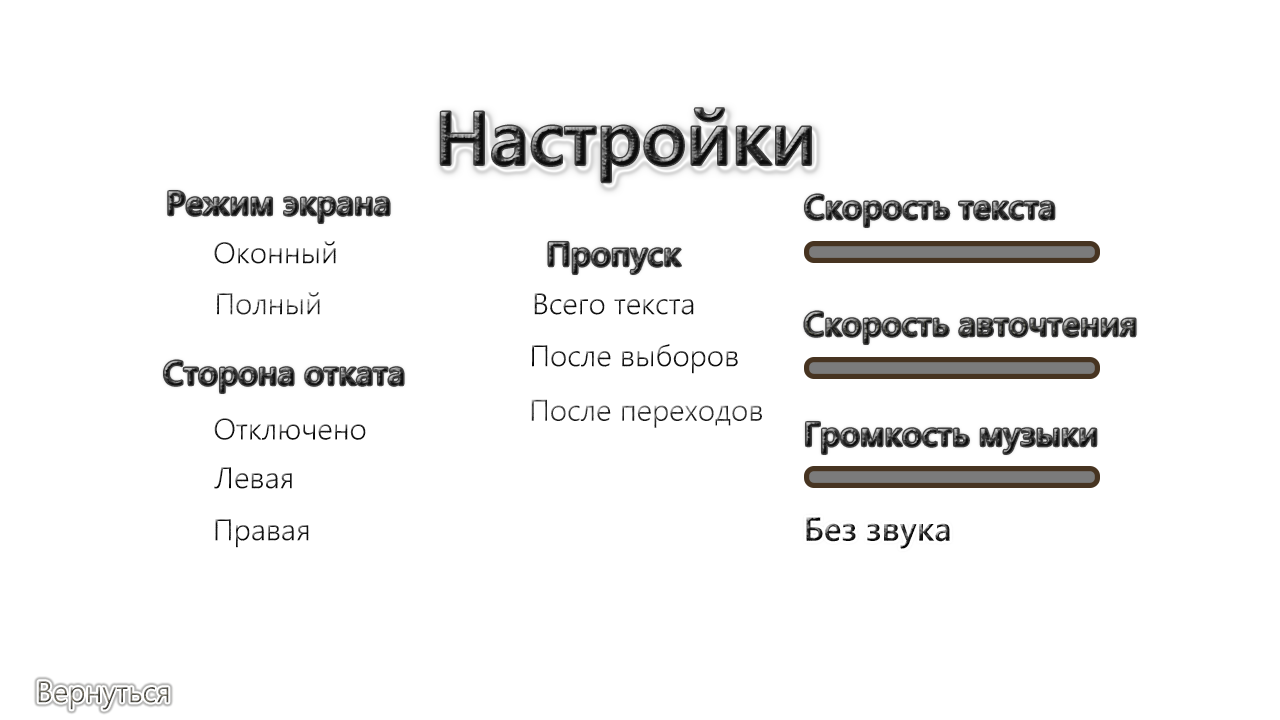 Настройки
Режим экрана
Оконный
Полный
Сторона отката
Отключено
Левая
Правая
Пропуск
Всего текста
После выборов
После переходов
Скорость текста
Скорость авточтения
Громкость музыки
Без звука
Вернуться